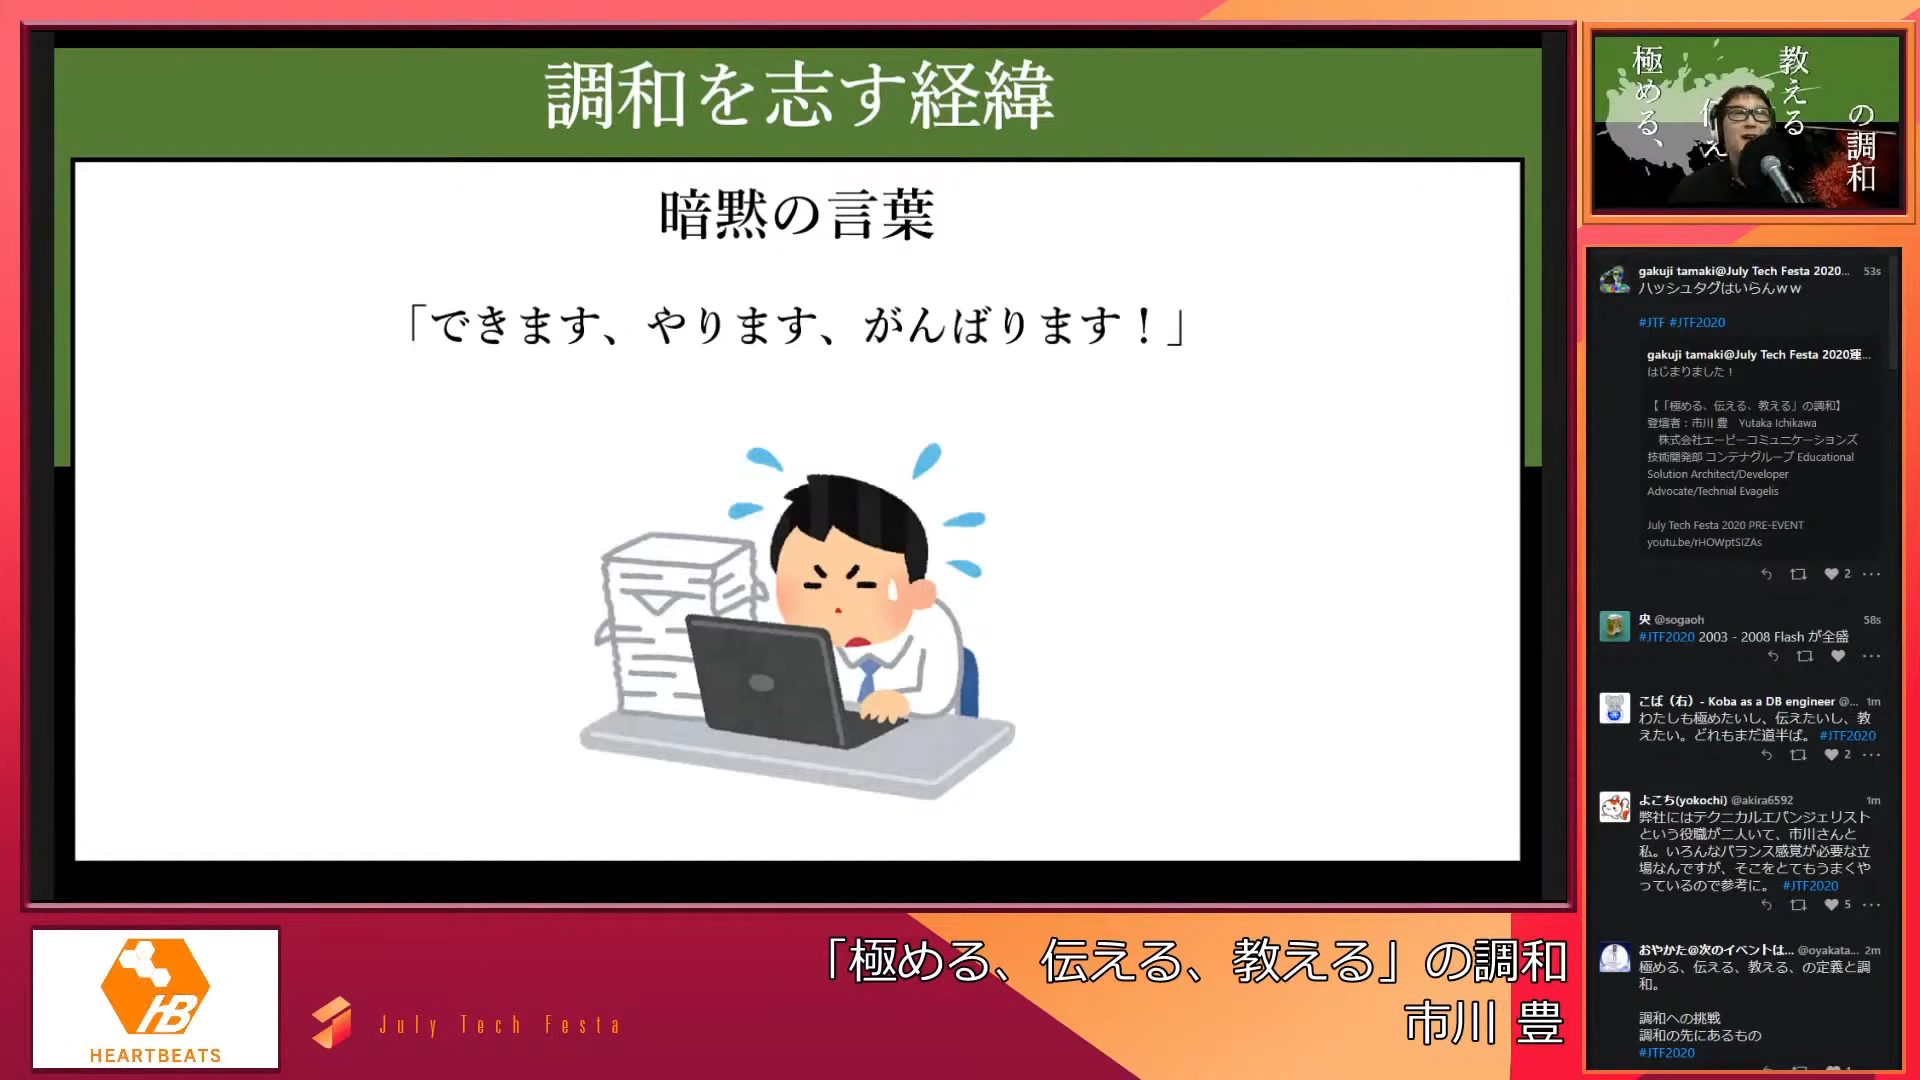 調和を志す経緯
暗黙の言葉
「できます、やります、がんばります！」
極める、
伝え
教える
の調和
gakuji tamaki@July Tech Festa 2020... 53s
ハッシュタグはいらんｗｗ
#JTF #JTF2020
gakuji tamaki@July Tech Festa 2020運...
はじまりました！
【「極める、伝える、教える」の調和】
登壇者：市川 豊　Yutaka Ichikawa
株式会社エーピーコミュニケーションズ
技術開発部 コンテナグループ Educational
Solution Architect/Developer
Advocate/Technial Evagelis
July Tech Festa 2020 PRE-EVENT
youtu.be/rHOWptSIZAs
2
央 @sogaoh 58s
#JTF2020 2003 - 2008 Flash が全盛
こば（右）- Koba as a DB engineer @... 1m
わたしも極めたいし、伝えたいし、教
えたい。どれもまだ道半ば。 #JTF2020
2
よこち(yokochi) @akira6592 1m
弊社にはテクニカルエバンジェリスト
という役職が二人いて、市川さんと
私。いろんなバランス感覚が必要な立
場なんですが、そこをとてもうまくや
っているので参考に。 #JTF2020
5
おやかた@次のイベントは... @oyakata... 2m
極める、伝える、教える、の定義と調
和。
調和への挑戦
調和の先にあるもの
#JTF2020
HB
HEARTBEATS
July Tech Festa
「極める、伝える、教える」の調和
市川 豊